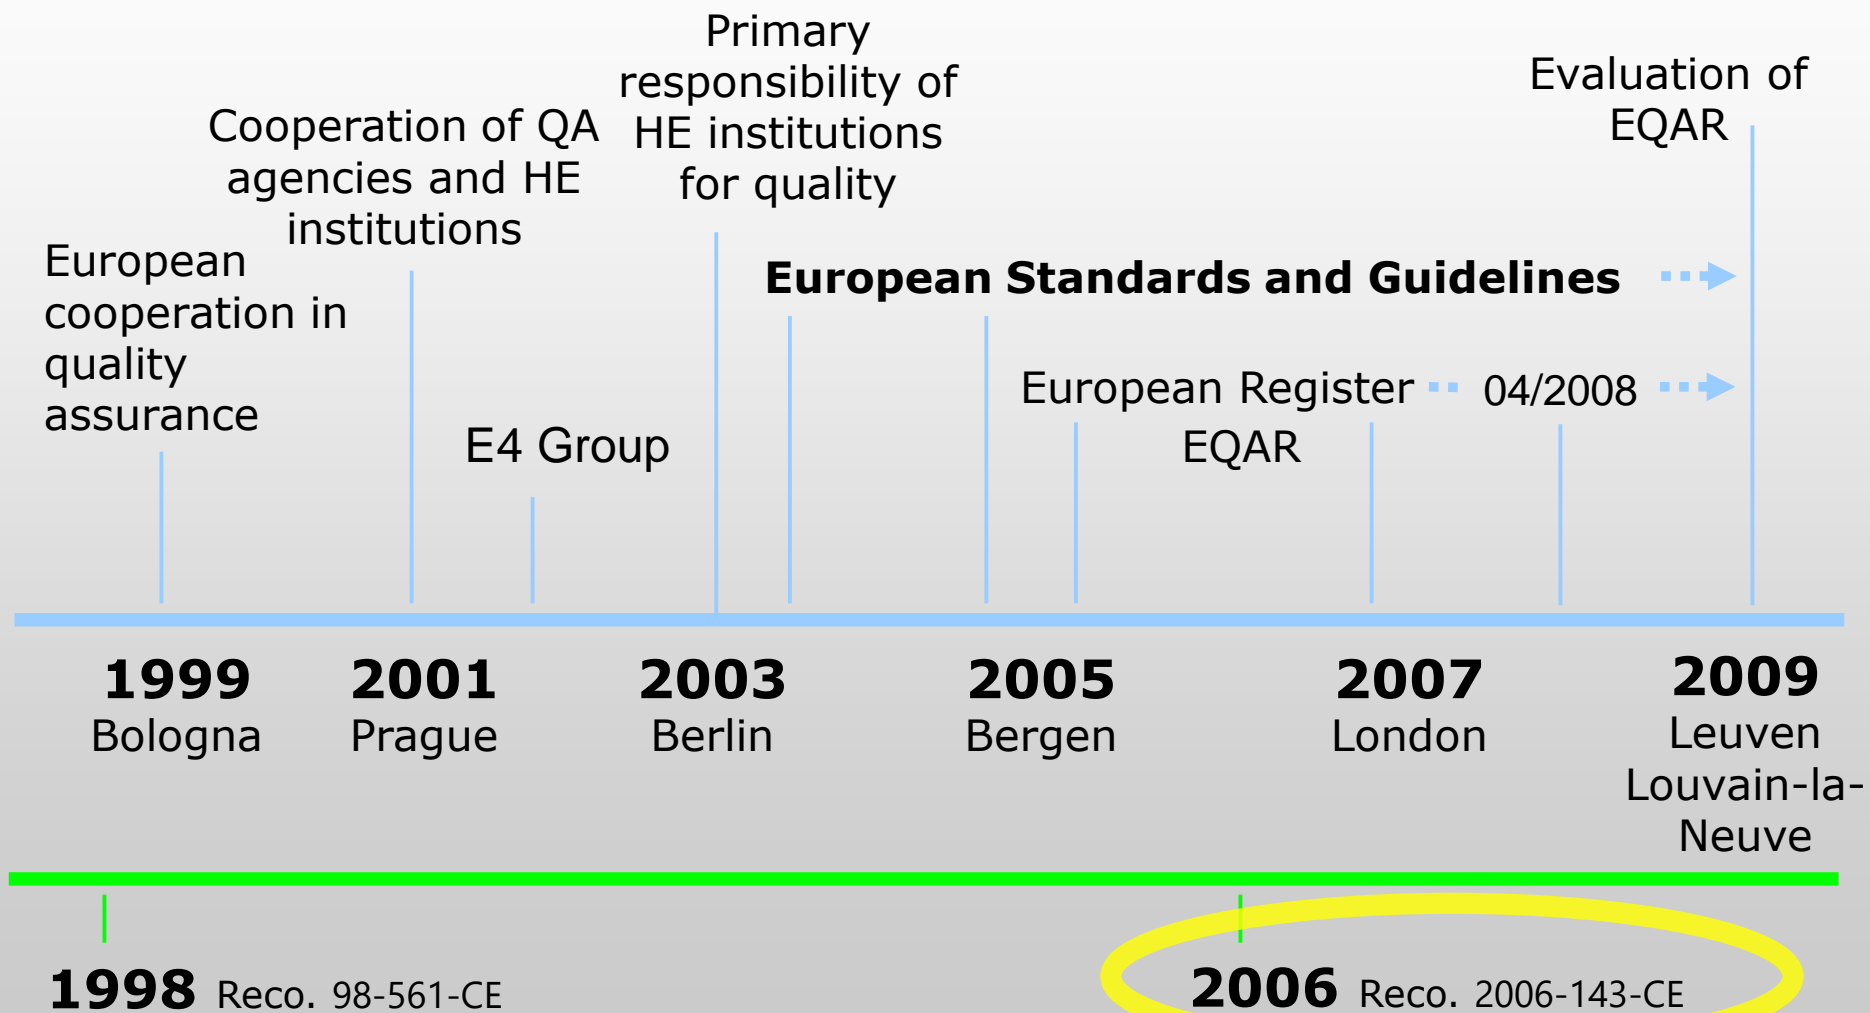 Primary
responsibility of
HE institutions
for quality
Evaluation of
EQAR
Cooperation of QA
agencies and HE
institutions
European
cooperation in
quality
assurance
European Standards and Guidelines
European Register
EQAR
04/2008
E4 Group
1999
Bologna
2001
Prague
2003
Berlin
2005
Bergen
2007
London
2009
Leuven
Louvain-la-
Neuve
1998 Reco. 98-561-CE
2006 Reco. 2006-143-CE